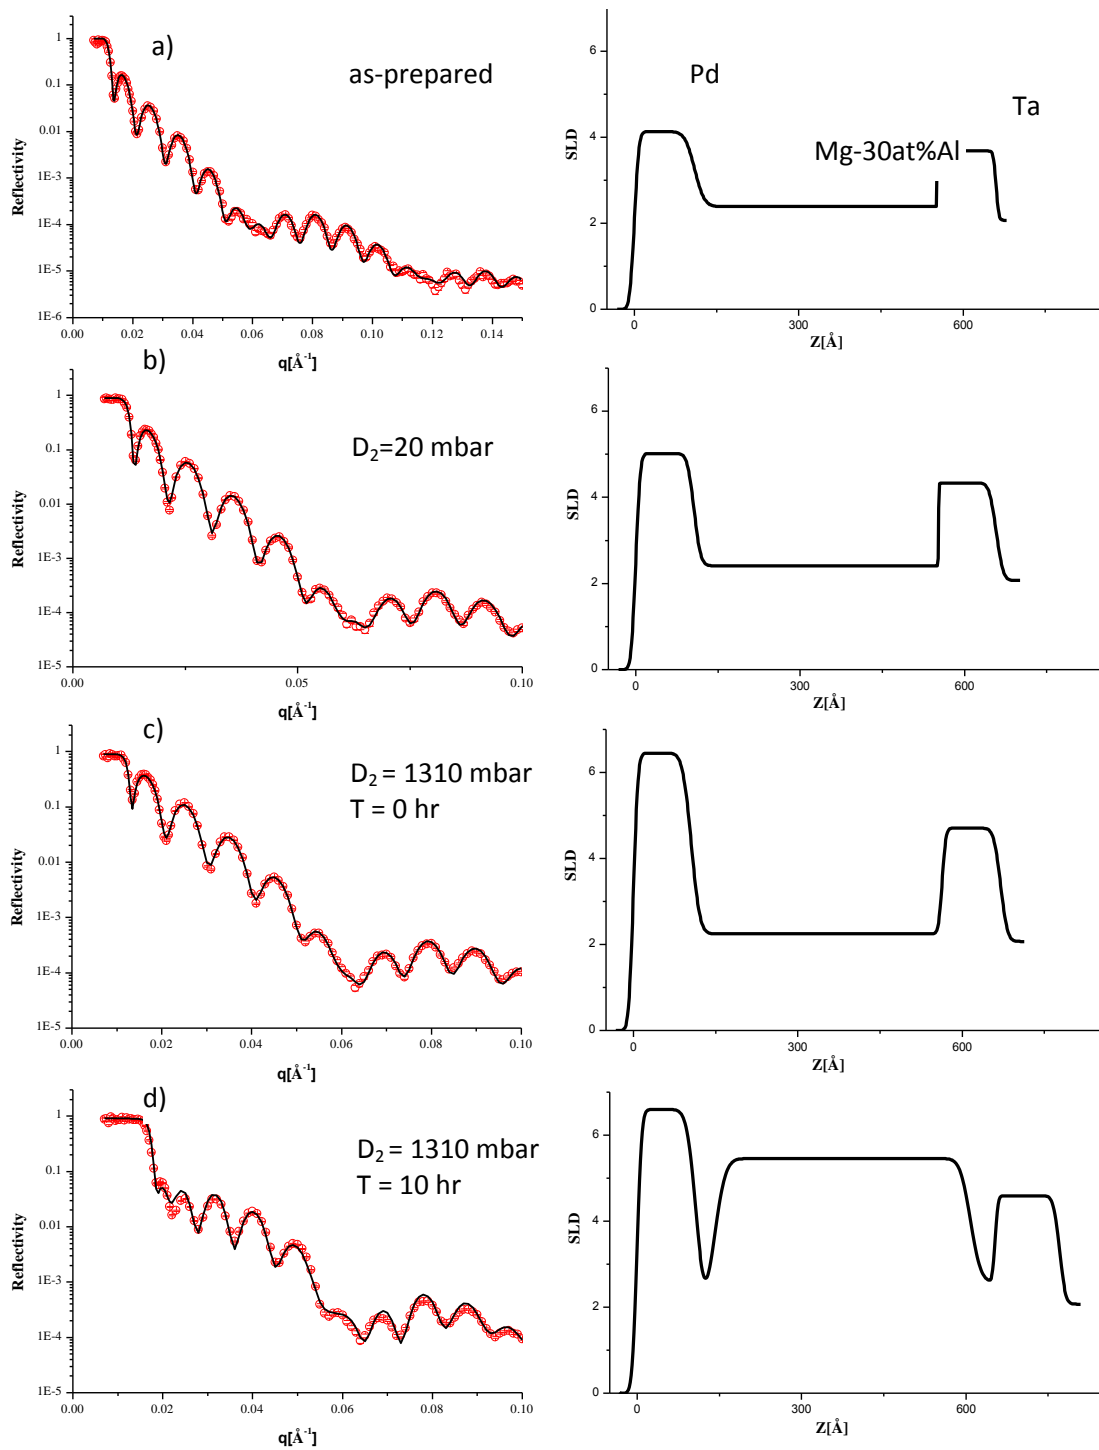 a)
as-prepared
1
0.1
0.01
1E-3
1E-4
1E-5
1E-6
Reflectivity
0.00 0.02 0.04 0.06 0.08 0.10 0.12 0.14
q[Å⁻¹]
Pd
Ta
Mg-30at%Al
6
4
2
0
SLD
0 300 600
Z[Å]
b)
D₂=20 mbar
1
0.1
0.01
1E-3
1E-4
1E-5
Reflectivity
0.00 0.05 0.10
q[Å⁻¹]
6
4
2
0
SLD
0 300 600
Z[Å]
c)
D₂ = 1310 mbar
T = 0 hr
1
0.1
0.01
1E-3
1E-4
1E-5
Reflectivity
0.00 0.02 0.04 0.06 0.08 0.10
q[Å⁻¹]
6
4
2
0
SLD
0 300 600
Z[Å]
d)
D₂ = 1310 mbar
T = 10 hr
1
0.1
0.01
1E-3
1E-4
1E-5
Reflectivity
0.00 0.02 0.04 0.06 0.08 0.10
q[Å⁻¹]
6
4
2
0
SLD
0 300 600
Z[Å]